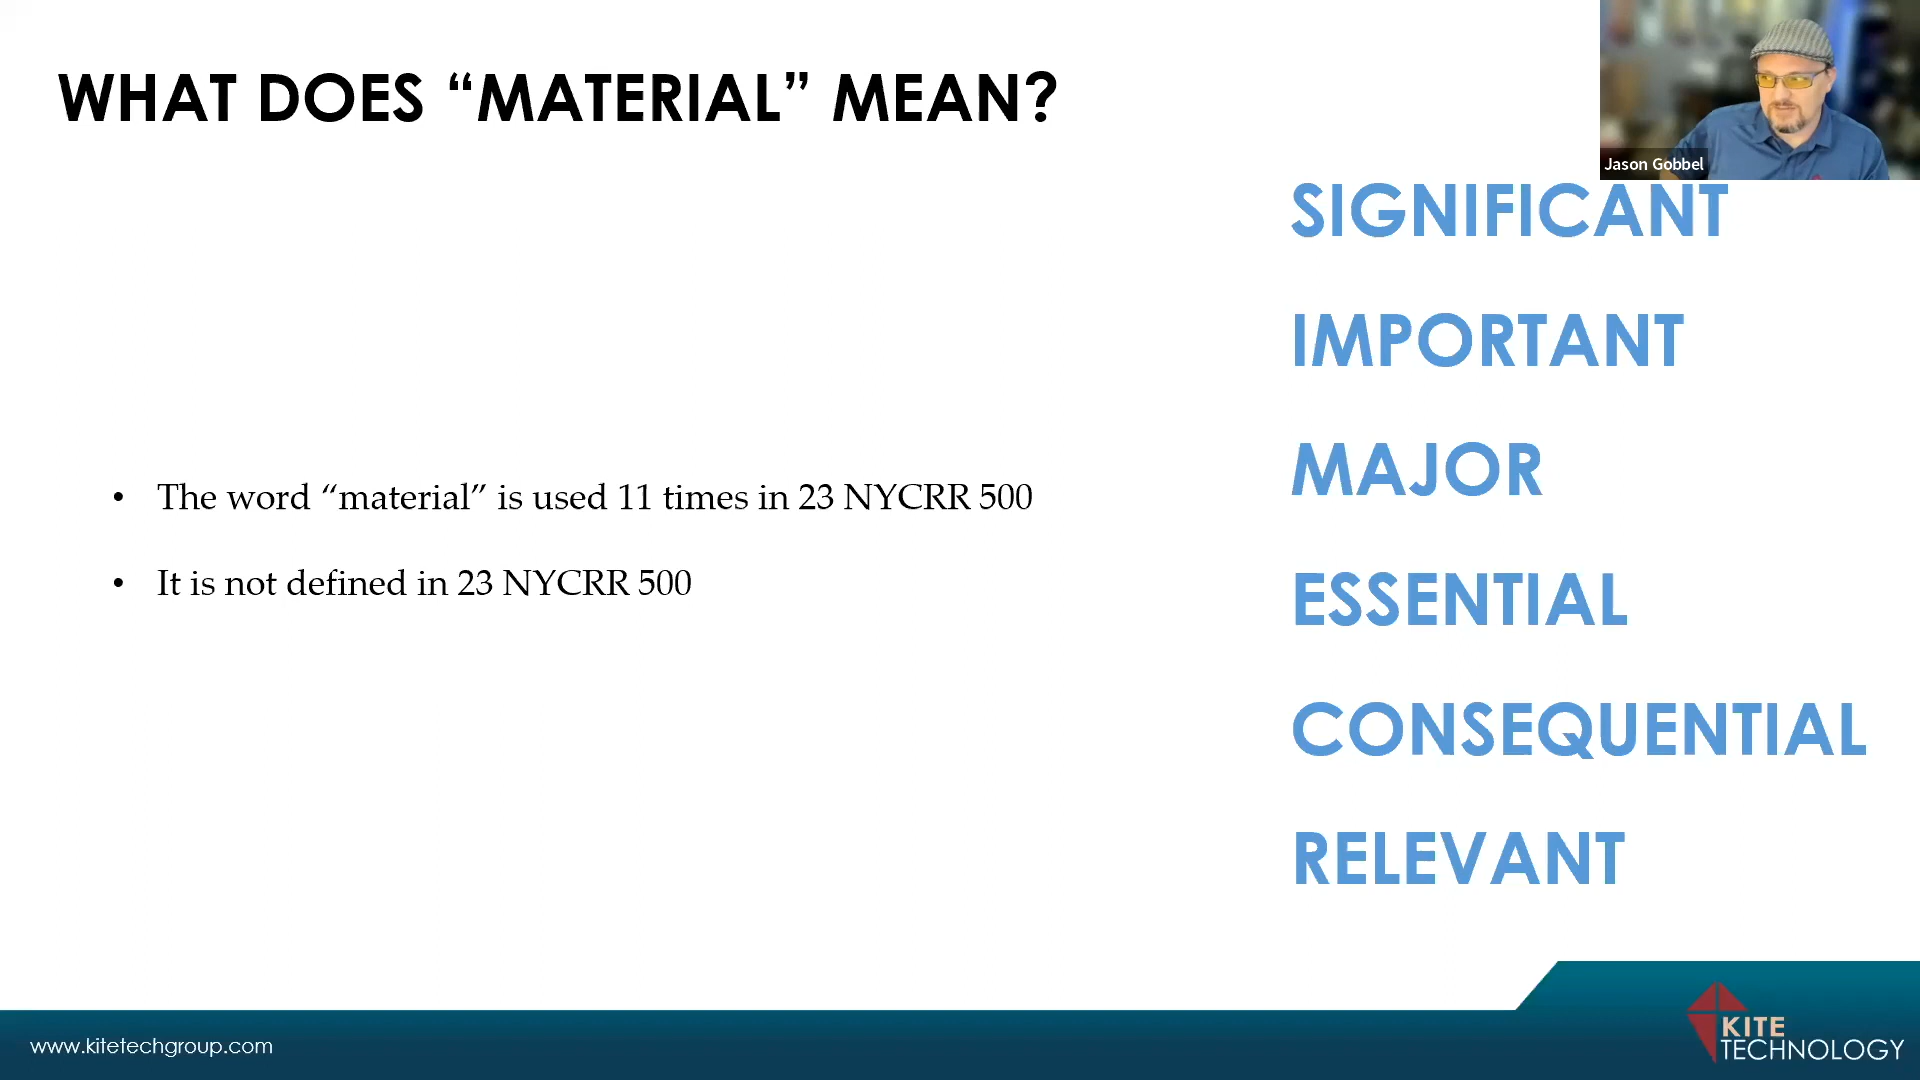 WHAT DOES “MATERIAL” MEAN?
Jason Gobbel
• The word “material” is used 11 times in 23 NYCRR 500
• It is not defined in 23 NYCRR 500
SIGNIFICANT
IMPORTANT
MAJOR
ESSENTIAL
CONSEQUENTIAL
RELEVANT
www.kitetechgroup.com
KITE
TECHNOLOGY